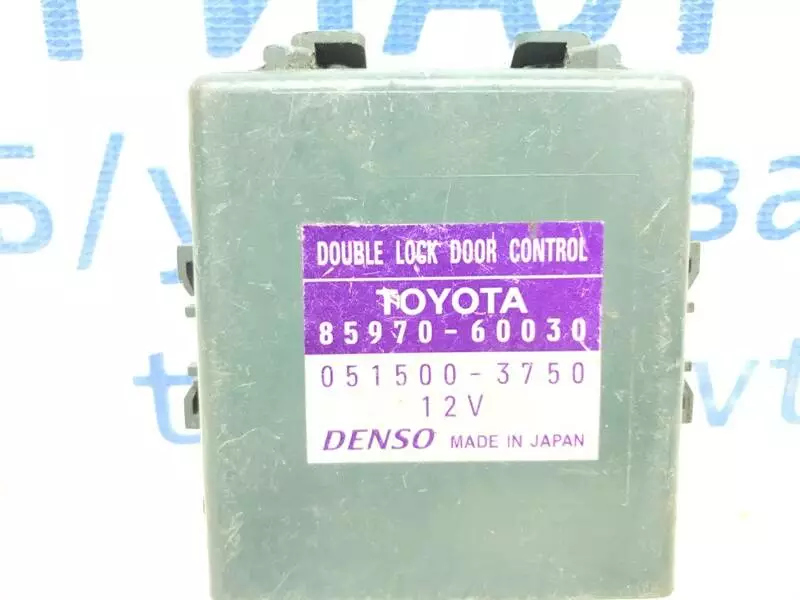 DOUBLE LOCK DOOR CONTROL
TOYOTA
85970-60030
051500-3750
12V
DENSO MADE IN JAPAN